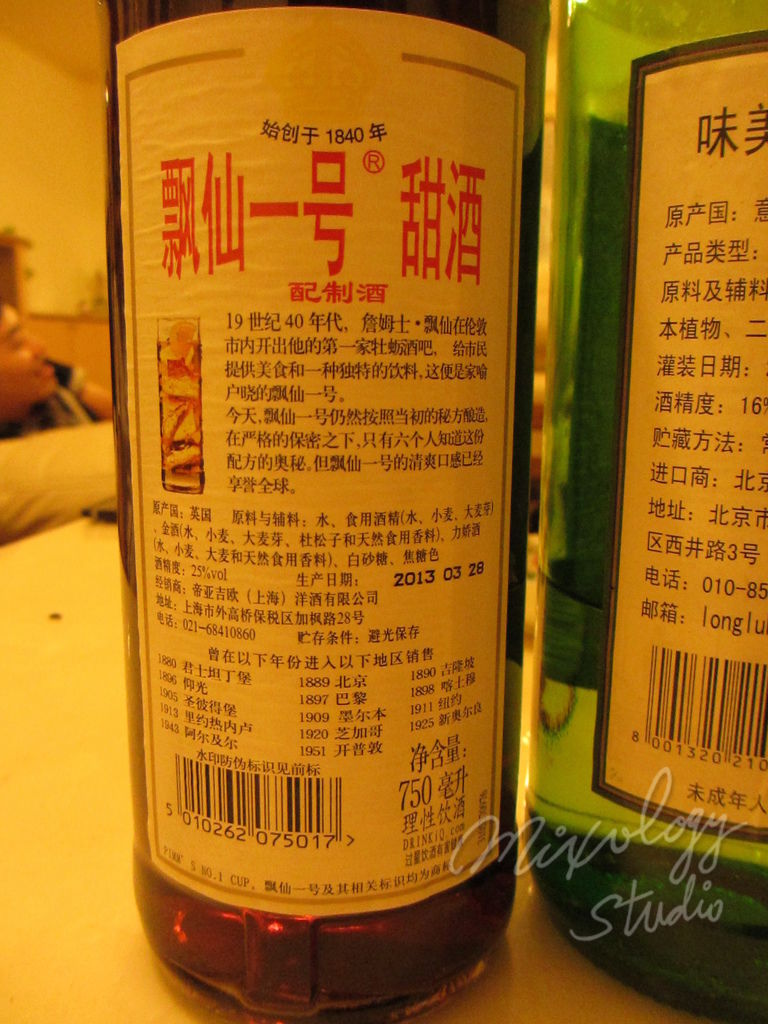 始创于 1840 年
飘仙一号® 甜酒
配制酒
19 世纪 40 年代, 詹姆士·飘仙在伦敦
市内开出他的第一家牡蛎酒吧, 给市民
提供美食和一种独特的饮料,这便是家喻
户晓的飘仙一号。
今天,飘仙一号仍然按照当初的秘方酿造,
在严格的保密之下,只有六个人知道这份
配方的奥秘.但飘仙一号的清爽口感已经
享誉全球。
原产国: 英国 原料与辅料: 水、食用酒精(水、小麦、大麦芽)
、金酒(水、小麦、大麦芽、杜松子和天然食用香料)、力娇酒
(水、小麦、大麦和天然食用香料)、白砂糖、焦糖色
酒精度: 25%vol 生产日期: 2013 03 28
经销商: 帝亚吉欧（上海）洋酒有限公司
地址: 上海市外高桥保税区加枫路28号
电话: 021-68410860 贮存条件: 避光保存
曾在以下年份进入以下地区销售
1880 君士坦丁堡 1889 北京 1890 吉隆坡
1896 仰光 1897 巴黎 1898 喀土穆
1905 圣彼得堡 1909 墨尔本 1911 纽约
1913 里约热内卢 1920 芝加哥 1925 新奥尔良
1943 阿尔及尔 1951 开普敦
水印防伪标识见前标
净含量:
750 毫升
理性饮酒
DRINKiQ.com
过量饮酒有害健康
5 010262 075017 >
PIMM'S NO.1 CUP, 飘仙一号及其相关标识均为商标
味美
原产国: 意
产品类型:
原料及辅料
本植物、二
灌装日期:
酒精度: 16%
贮藏方法: 常
进口商: 北京
地址: 北京市
区西井路3号
电话: 010-85
邮箱: longlu
8 001320 210
未成年人
Mixology
Studio